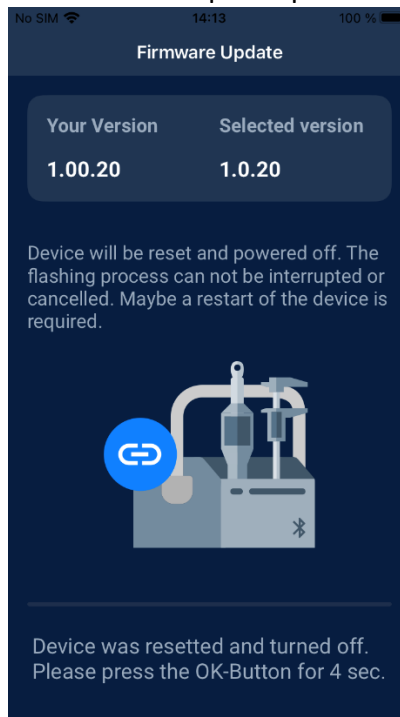 No SIM 14:13 100 %
Firmware Update
Your Version Selected version
1.00.20 1.0.20
Device will be reset and powered off. The
flashing process can not be interrupted or
cancelled. Maybe a restart of the device is
required.
Device was resetted and turned off.
Please press the OK-Button for 4 sec.